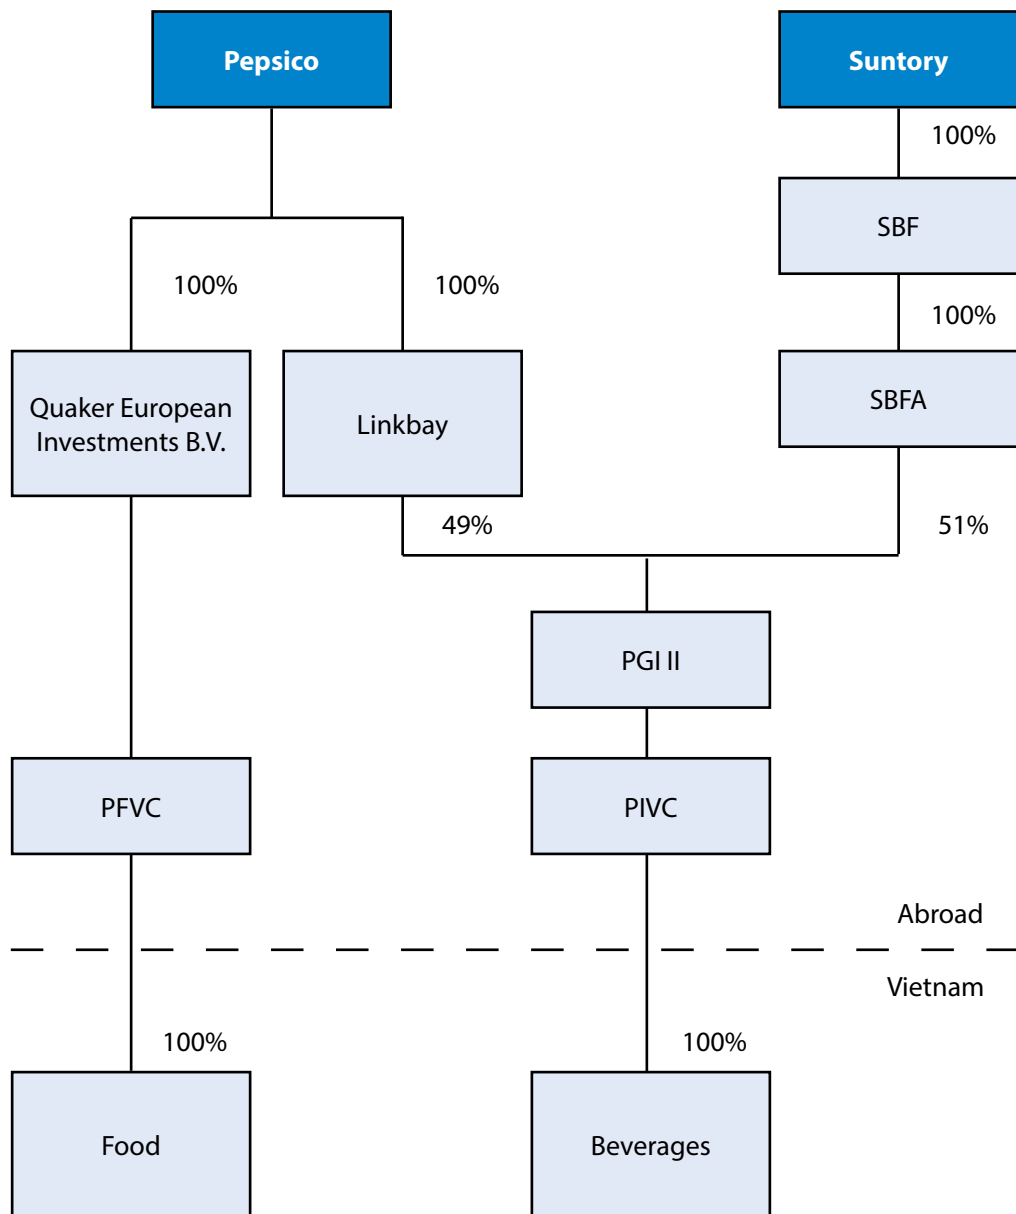 Pepsico
Suntory
100%
SBF
100%
100%
100%
Quaker European
Investments B.V.
Linkbay
SBFA
49%
51%
PGI II
PFVC
PIVC
Abroad
Vietnam
100%
100%
Food
Beverages